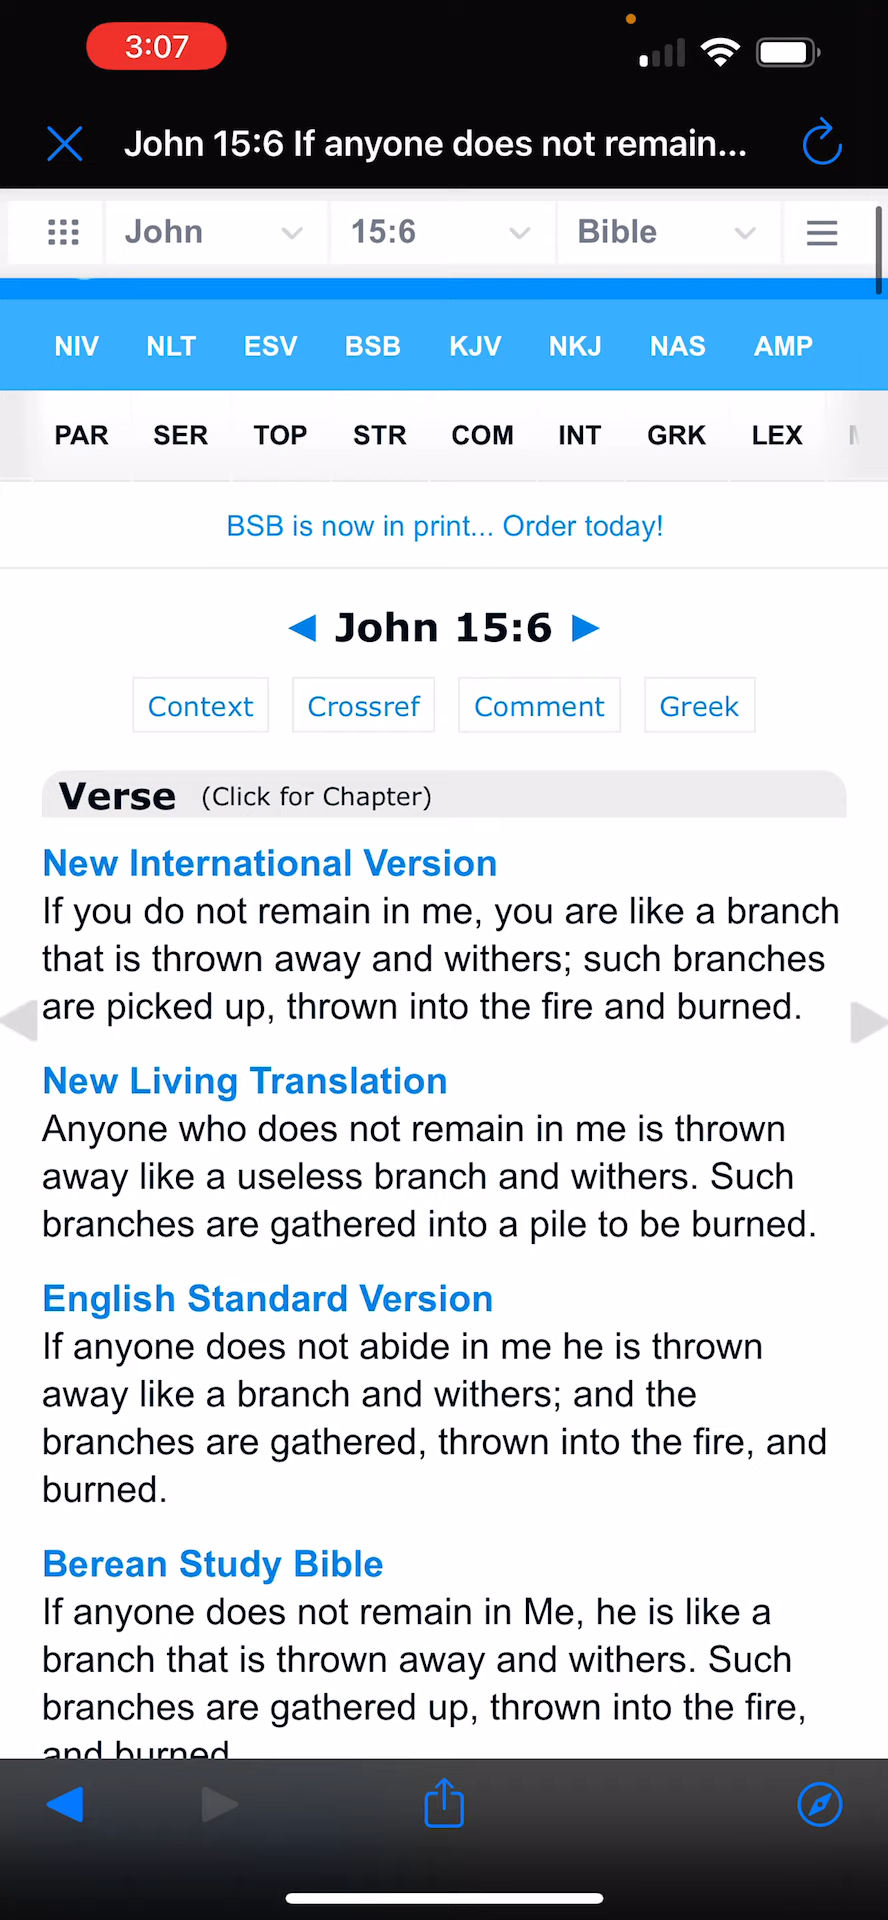 3:07
John 15:6 If anyone does not remain...
John 15:6 Bible
NIV NLT ESV BSB KJV NKJ NAS AMP
PAR SER TOP STR COM INT GRK LEX
BSB is now in print... Order today!
John 15:6
Context Crossref Comment Greek
Verse (Click for Chapter)
New International Version
If you do not remain in me, you are like a branch
that is thrown away and withers; such branches
are picked up, thrown into the fire and burned.
New Living Translation
Anyone who does not remain in me is thrown
away like a useless branch and withers. Such
branches are gathered into a pile to be burned.
English Standard Version
If anyone does not abide in me he is thrown
away like a branch and withers; and the
branches are gathered, thrown into the fire, and
burned.
Berean Study Bible
If anyone does not remain in Me, he is like a
branch that is thrown away and withers. Such
branches are gathered up, thrown into the fire,
and burned